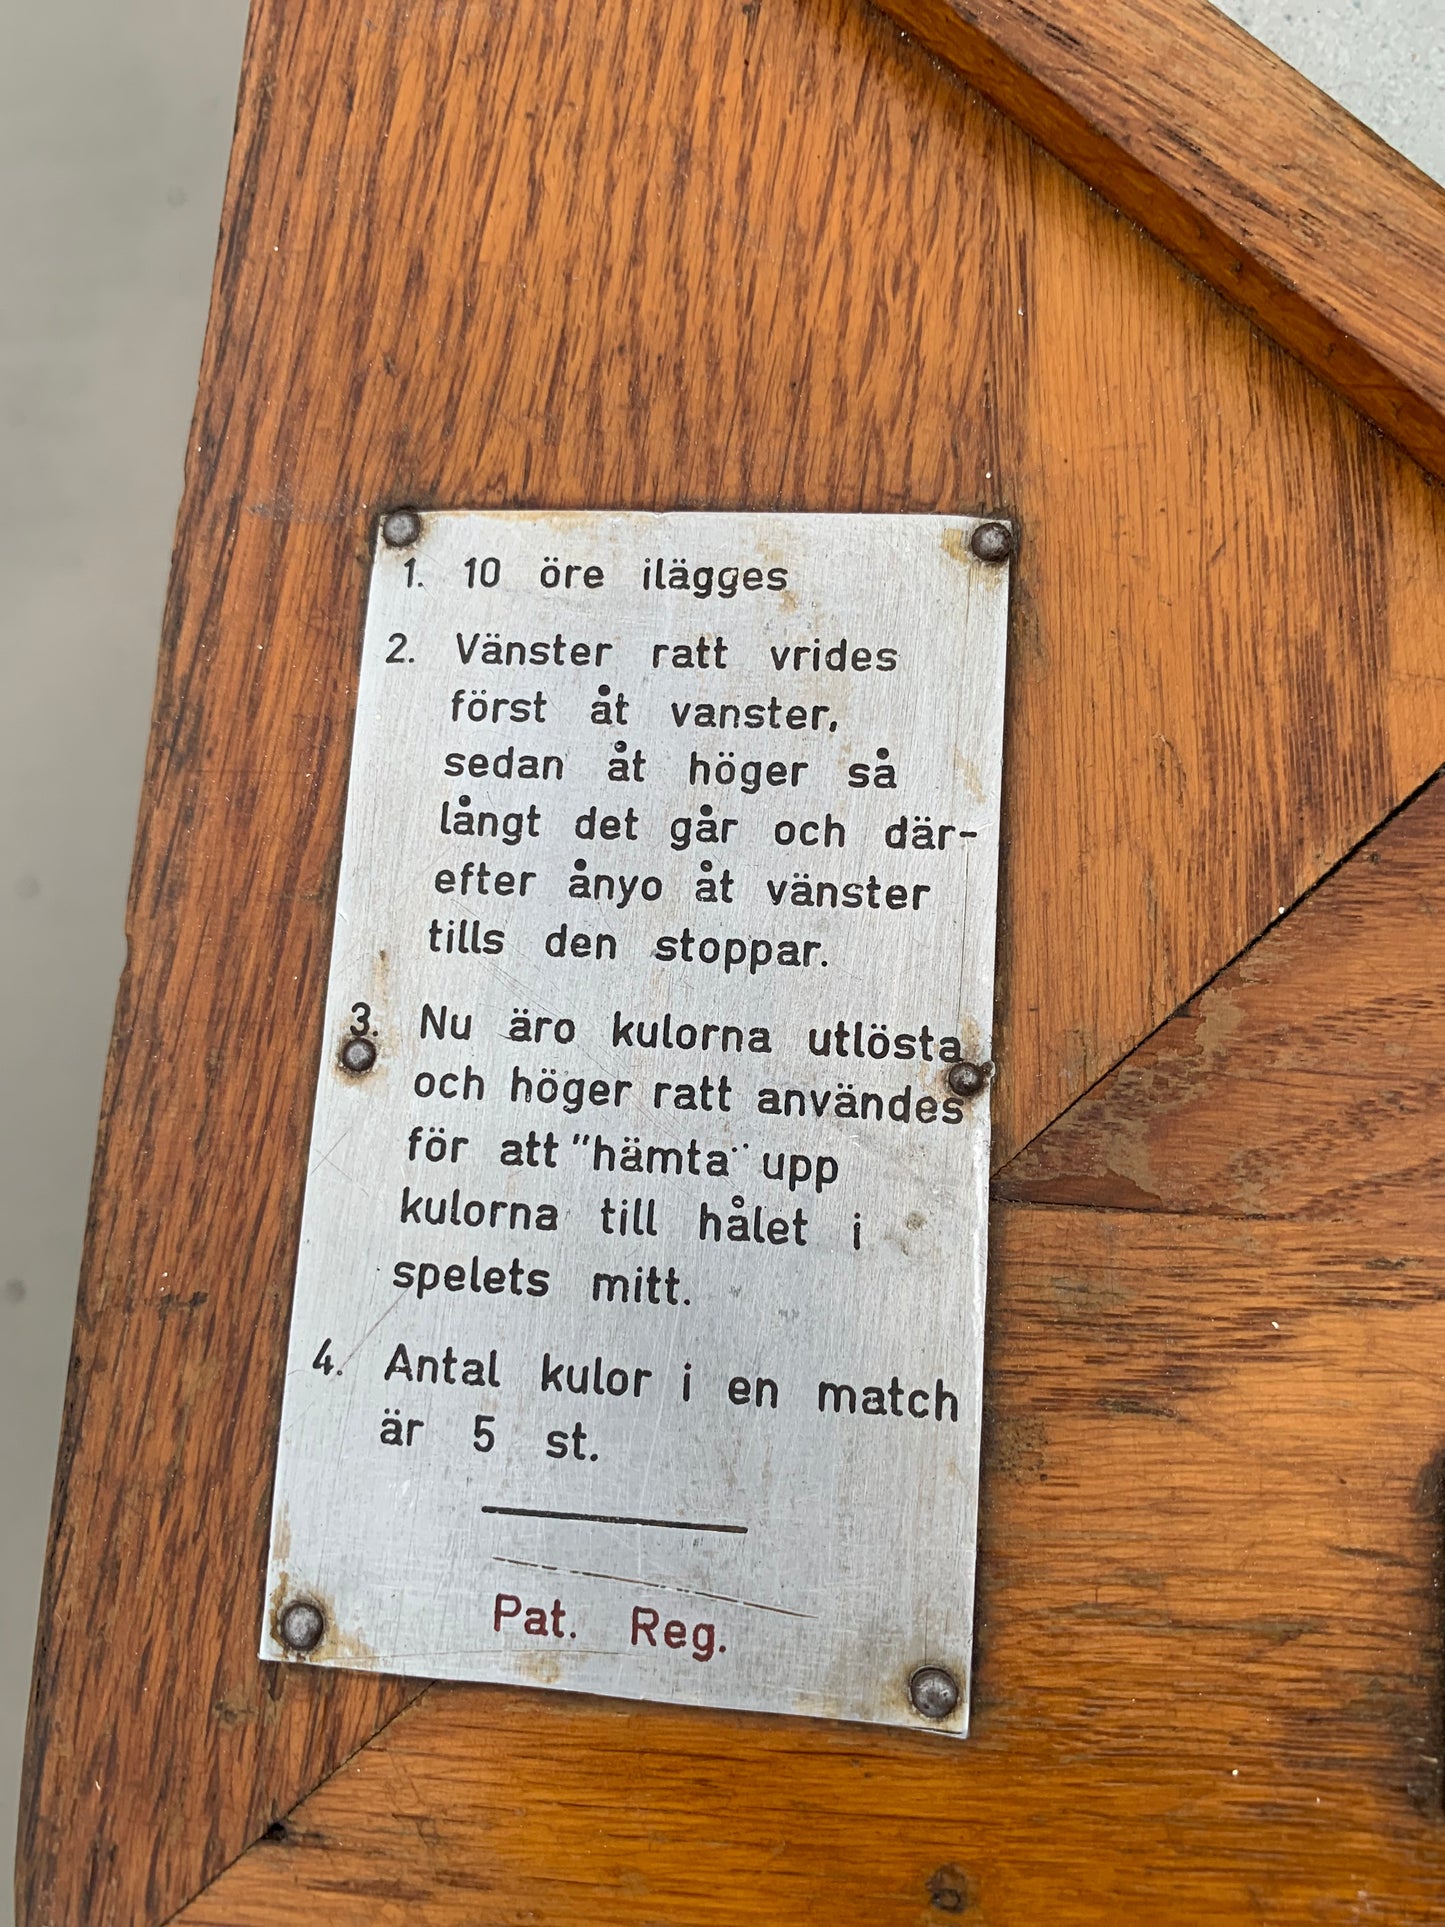 1. 10 öre ilägges
2. Vänster ratt vrides
först åt vanster,
sedan åt höger så
långt det går och där-
efter ånyo åt vänster
tills den stoppar.
3. Nu äro kulorna utlösta
och höger ratt användes
för att "hämta" upp
kulorna till hålet i
spelets mitt.
4. Antal kulor i en match
är 5 st.
Pat. Reg.